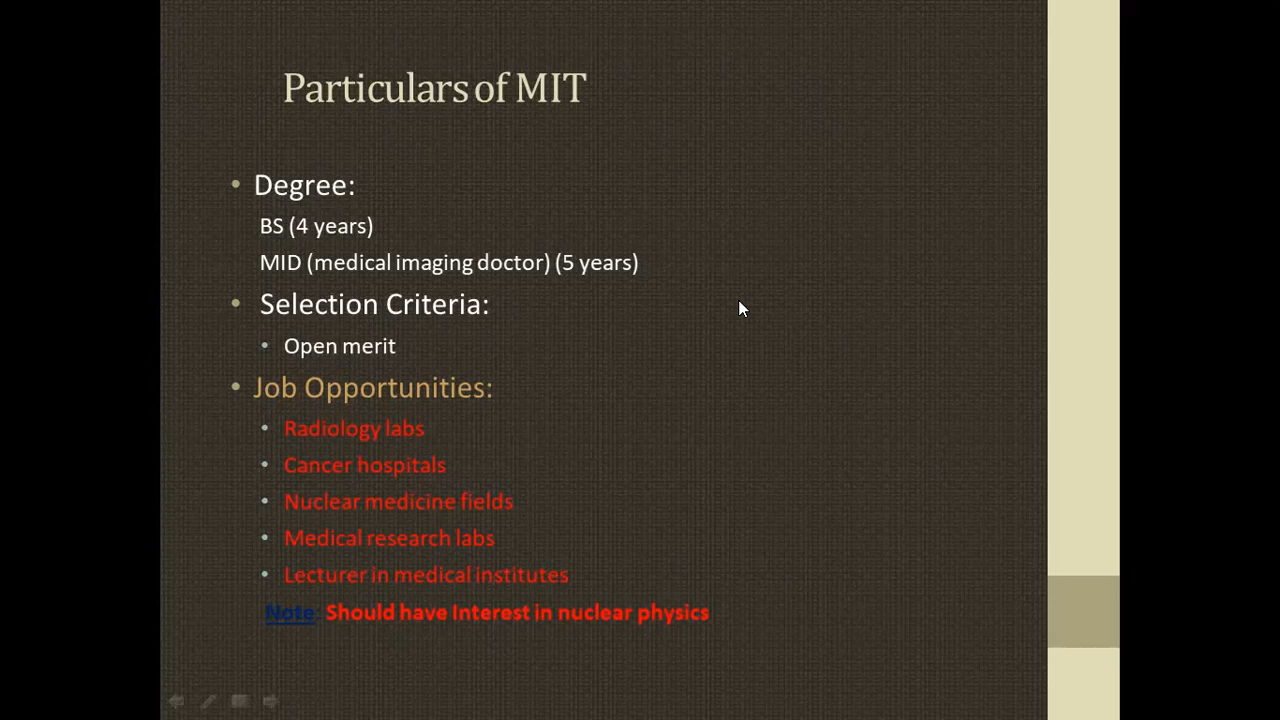 Particulars of MIT
• Degree:
BS (4 years)
MID (medical imaging doctor) (5 years)
• Selection Criteria:
• Open merit
• Job Opportunities:
• Radiology labs
• Cancer hospitals
• Nuclear medicine fields
• Medical research labs
• Lecturer in medical institutes
Note: Should have Interest in nuclear physics